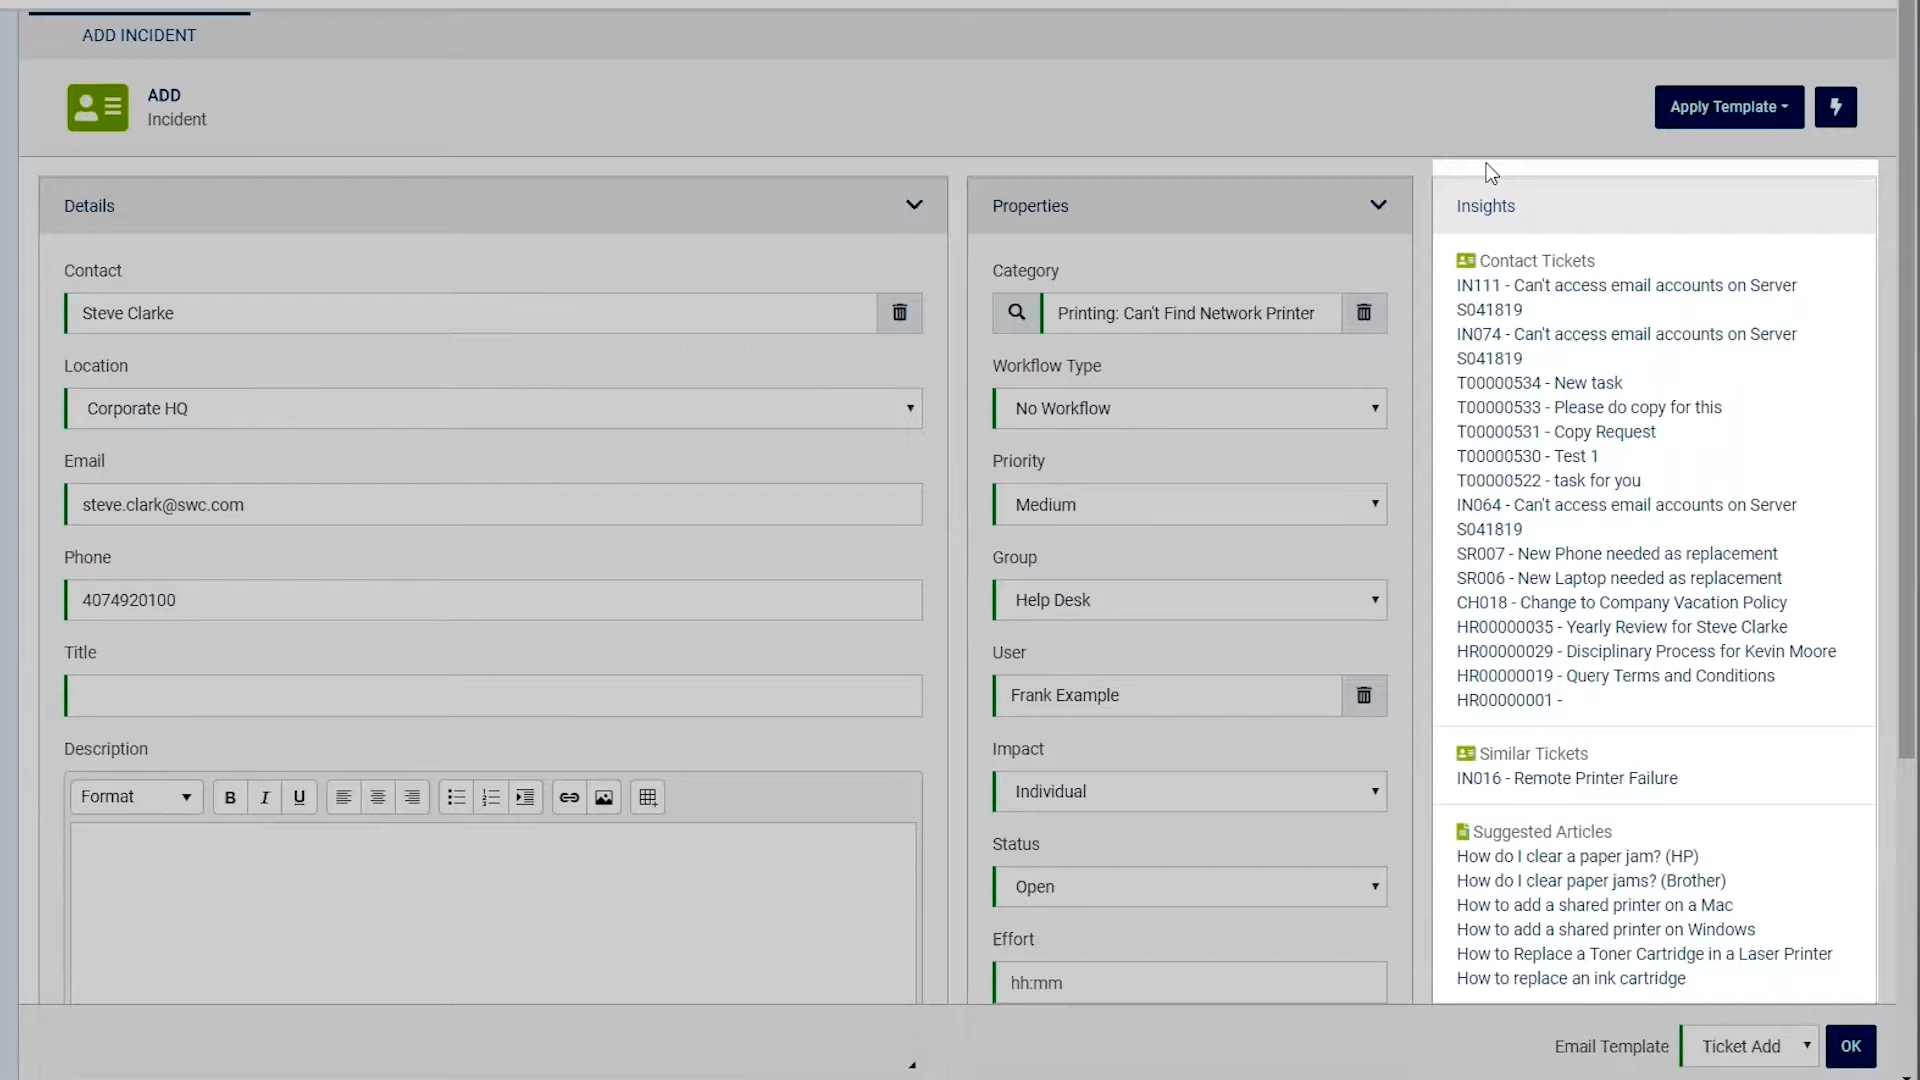 ADD INCIDENT
ADD
Incident
Apply Template
Details
Contact
Steve Clarke
Location
Corporate HQ
Email
steve.clark@swc.com
Phone
4074920100
Title
Description
Format
B I U
Properties
Category
Printing: Can't Find Network Printer
Workflow Type
No Workflow
Priority
Medium
Group
Help Desk
User
Frank Example
Impact
Individual
Status
Open
Effort
hh:mm
Insights
Contact Tickets
IN111 - Can't access email accounts on Server
S041819
IN074 - Can't access email accounts on Server
S041819
T00000534 - New task
T00000533 - Please do copy for this
T00000531 - Copy Request
T00000530 - Test 1
T00000522 - task for you
IN064 - Can't access email accounts on Server
S041819
SR007 - New Phone needed as replacement
SR006 - New Laptop needed as replacement
CH018 - Change to Company Vacation Policy
HR00000035 - Yearly Review for Steve Clarke
HR00000029 - Disciplinary Process for Kevin Moore
HR00000019 - Query Terms and Conditions
HR00000001 -
Similar Tickets
IN016 - Remote Printer Failure
Suggested Articles
How do I clear a paper jam? (HP)
How do I clear paper jams? (Brother)
How to add a shared printer on a Mac
How to add a shared printer on Windows
How to Replace a Toner Cartridge in a Laser Printer
How to replace an ink cartridge
Email Template
Ticket Add
OK